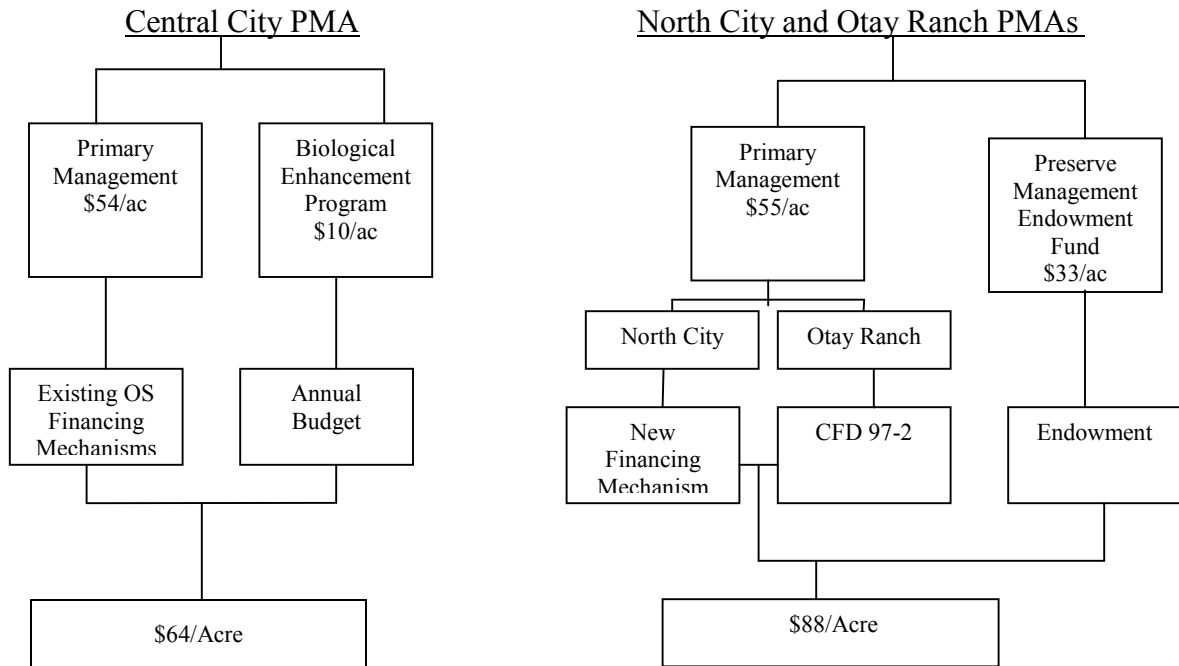 Central City PMA
Primary
Management
$54/ac
Biological
Enhancement
Program
$10/ac
Existing OS
Financing
Mechanisms
Annual
Budget
$64/Acre
North City and Otay Ranch PMAs
Primary
Management
$55/ac
Preserve
Management
Endowment
Fund
$33/ac
North City
Otay Ranch
New
Financing
Mechanism
CFD 97-2
Endowment
$88/Acre